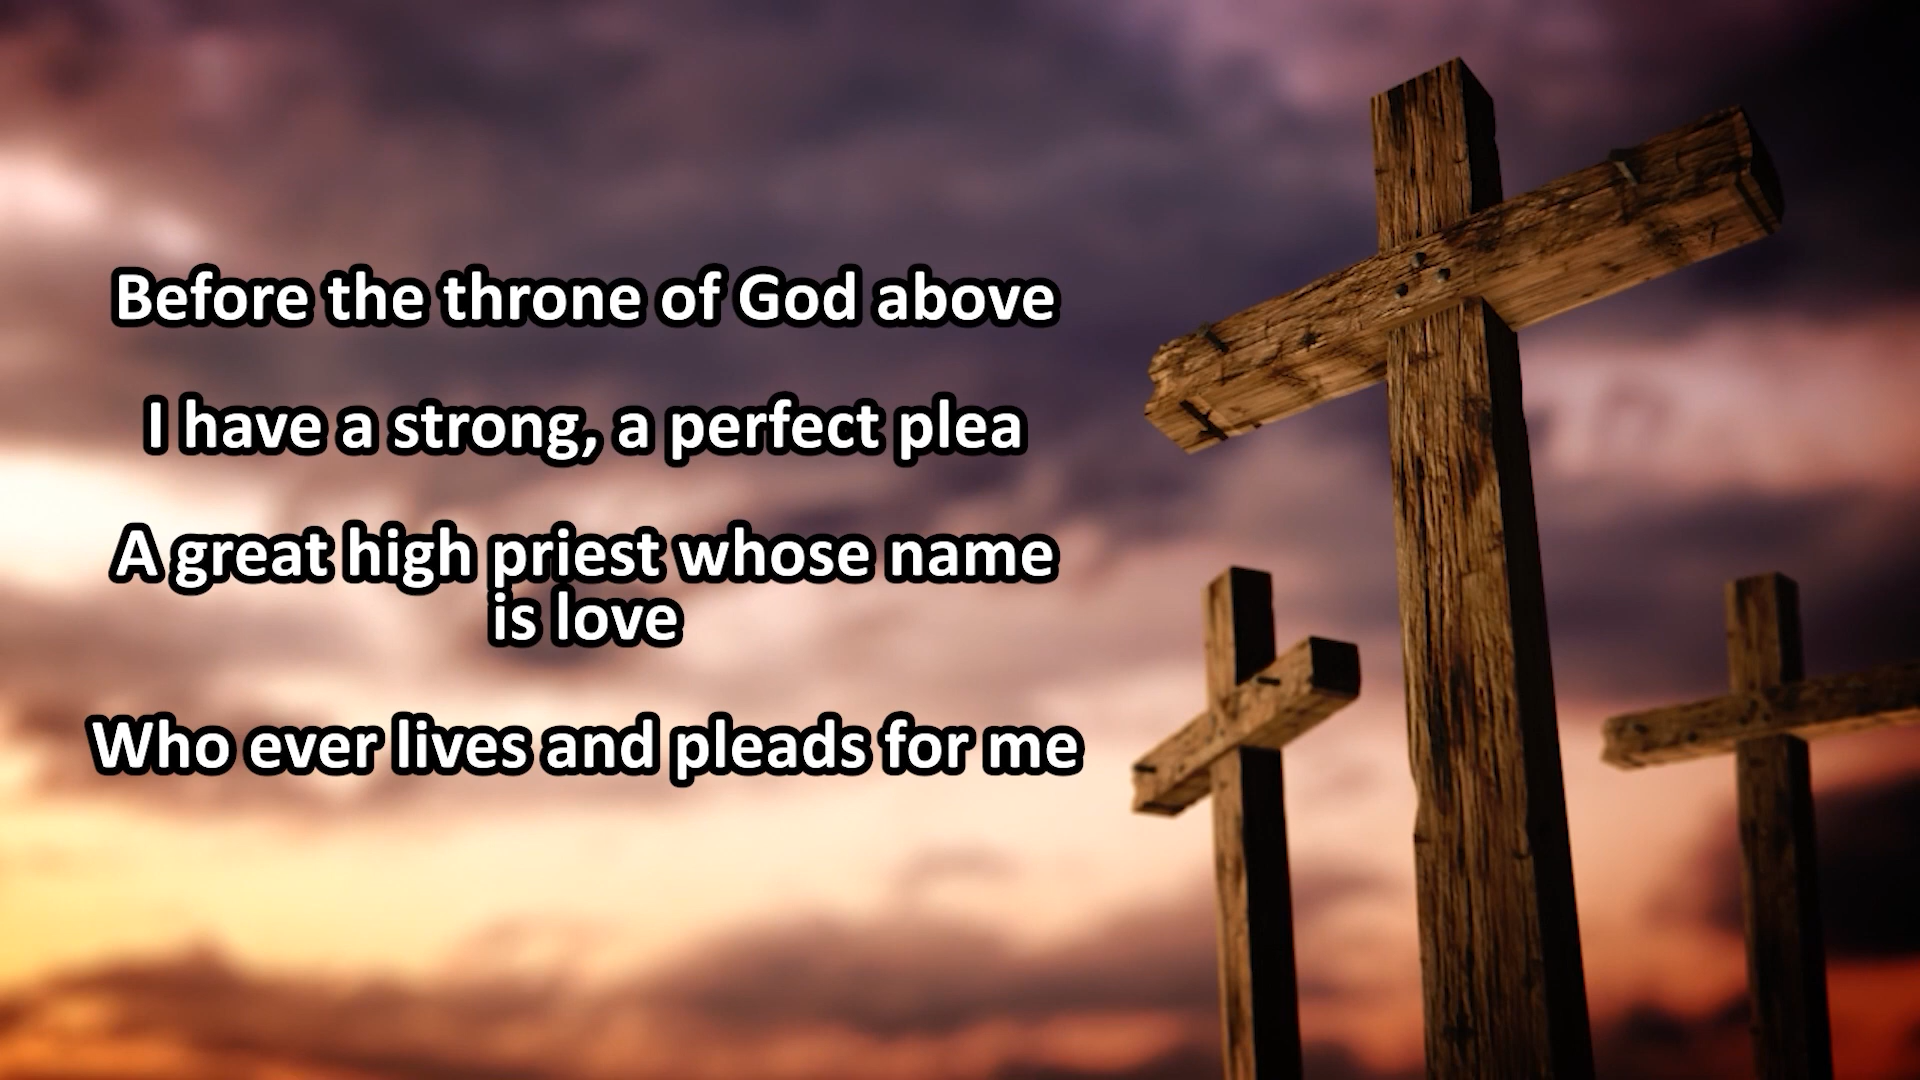 Before the throne of God above
I have a strong, a perfect plea
A great high priest whose name
is love
Who ever lives and pleads for me